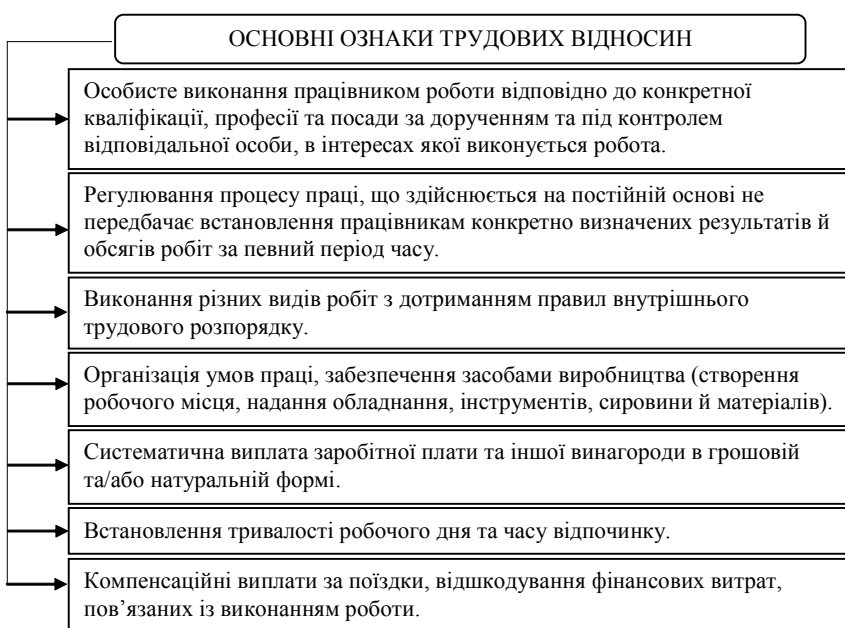 ОСНОВНІ ОЗНАКИ ТРУДОВИХ ВІДНОСИН
Особисте виконання працівником роботи відповідно до конкретної
кваліфікації, професії та посади за дорученням та під контролем
відповідальної особи, в інтересах якої виконується робота.
Регулювання процесу праці, що здійснюється на постійній основі не
передбачає встановлення працівникам конкретно визначених результатів й
обсягів робіт за певний період часу.
Виконання різних видів робіт з дотриманням правил внутрішнього
трудового розпорядку.
Організація умов праці, забезпечення засобами виробництва (створення
робочого місця, надання обладнання, інструментів, сировини й матеріалів).
Систематична виплата заробітної плати та іншої винагороди в грошовій
та/або натуральній формі.
Встановлення тривалості робочого дня та часу відпочинку.
Компенсаційні виплати за поїздки, відшкодування фінансових витрат,
пов’язаних із виконанням роботи.